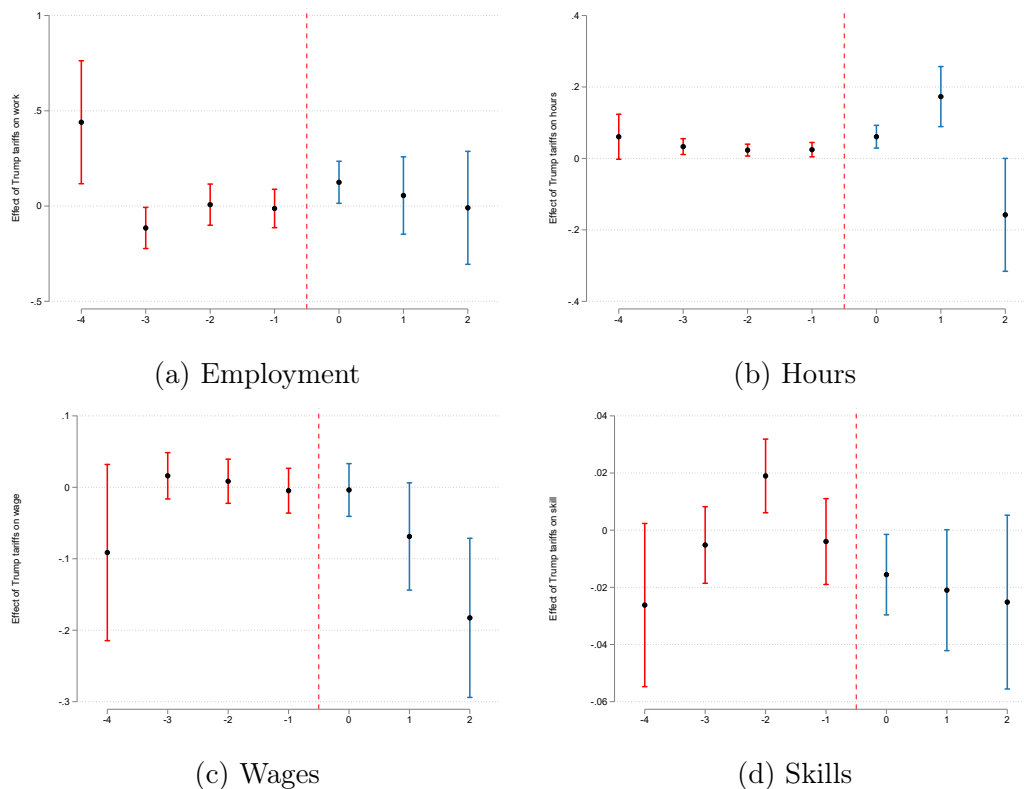 1
.5
0
-.5
Effect of Trump tariffs on work
-4 -3 -2 -1 0 1 2
(a) Employment
.4
.2
0
-.2
-.4
Effect of Trump tariffs on hours
-4 -3 -2 -1 0 1 2
(b) Hours
.1
0
-.1
-.2
-.3
Effect of Trump tariffs on wage
-4 -3 -2 -1 0 1 2
(c) Wages
.04
.02
0
-.02
-.04
-.06
Effect of Trump tariffs on skill
-4 -3 -2 -1 0 1 2
(d) Skills